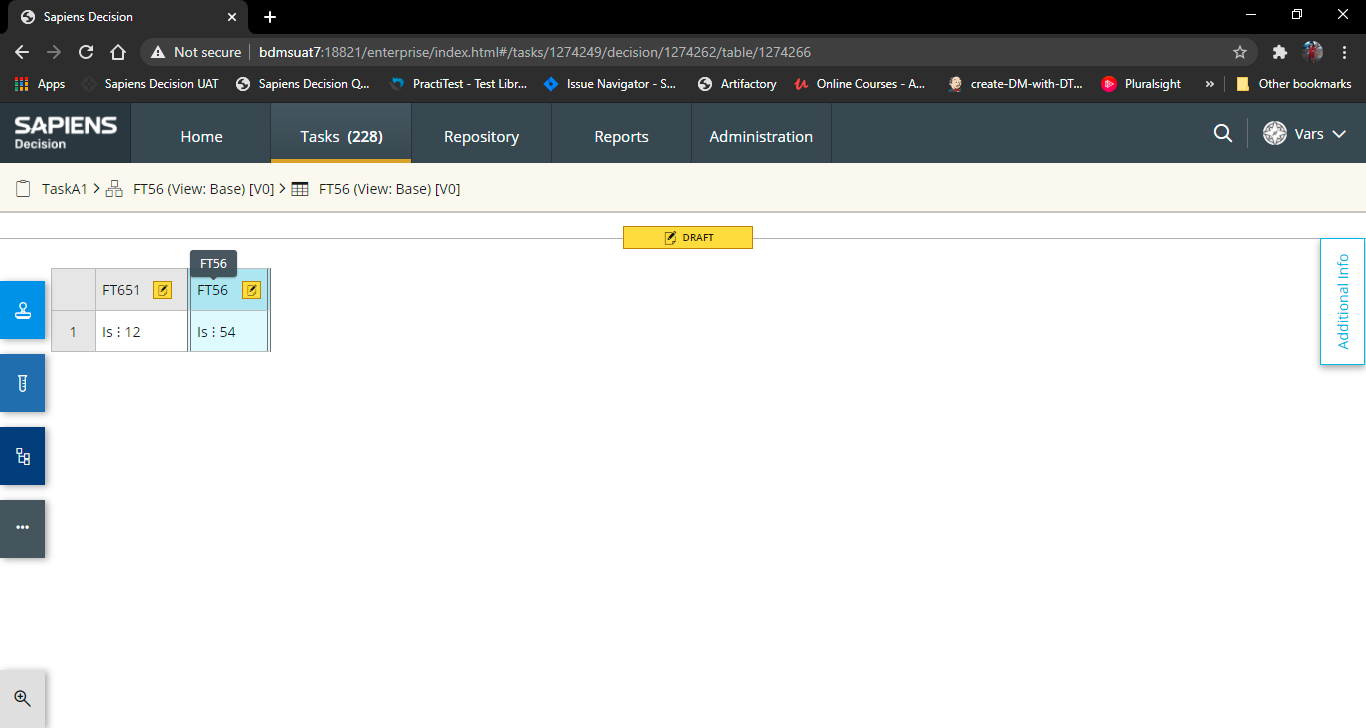 Sapiens Decision
Not secure bdmsuat7:18821/enterprise/index.html#/tasks/1274249/decision/1274262/table/1274266
Apps Sapiens Decision UAT Sapiens Decision Q... PractiTest - Test Libr... Issue Navigator - S... Artifactory Online Courses - A... create-DM-with-DT... Pluralsight » Other bookmarks
SAPIENS
Decision
Home Tasks (228) Repository Reports Administration Vars
TaskA1 > FT56 (View: Base) [V0] > FT56 (View: Base) [V0]
DRAFT
FT56
FT651 FT56
1 Is ⋮ 12 Is ⋮ 54
Additional Info